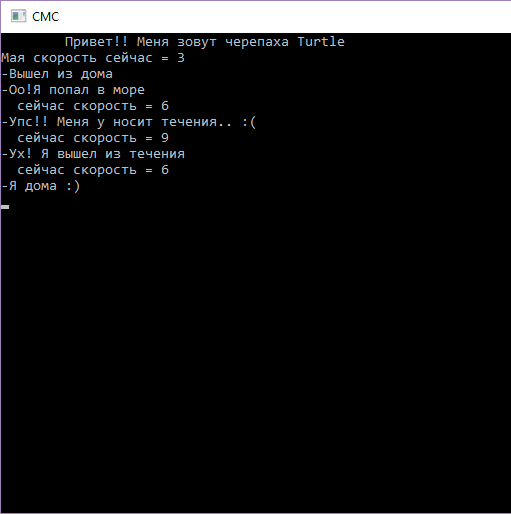 CMC
Привет!! Меня зовут черепаха Turtle
Мая скорость сейчас = 3
-Вышел из дома
-Оо!Я попал в море
сейчас скорость = 6
-Упс!! Меня у носит течения.. :(
сейчас скорость = 9
-Ух! Я вышел из течения
сейчас скорость = 6
-Я дома :)